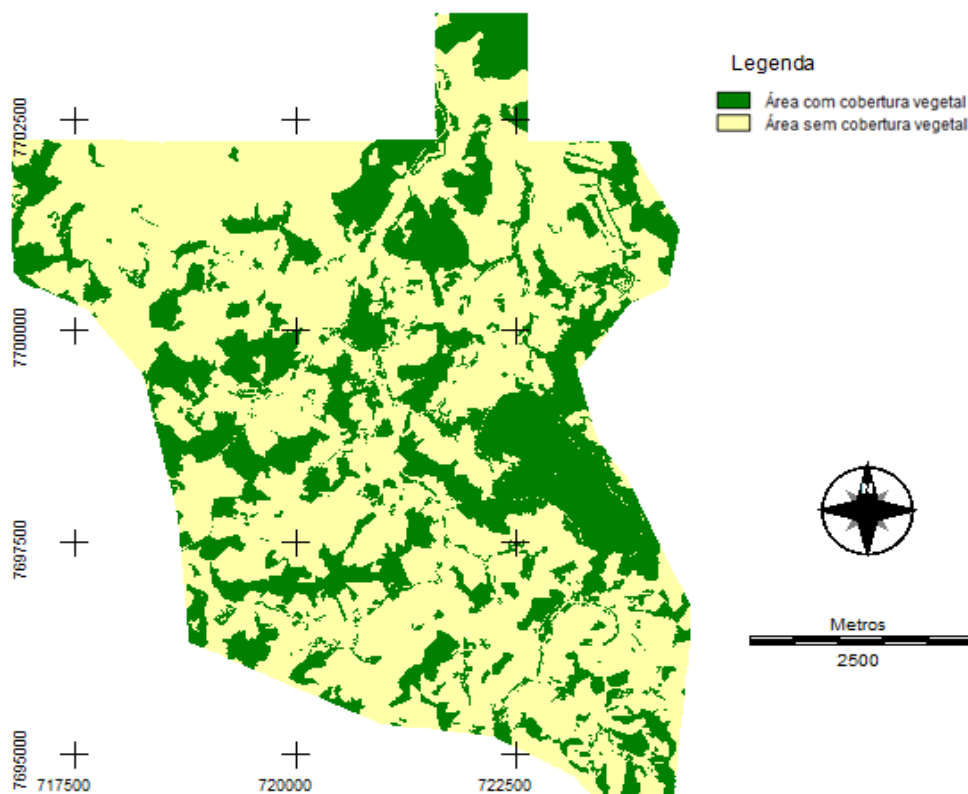 Legenda
Área com cobertura vegetal
Área sem cobertura vegetal
7702500
7700000
7697500
7695000
717500
720000
722500
N
Metros
2500